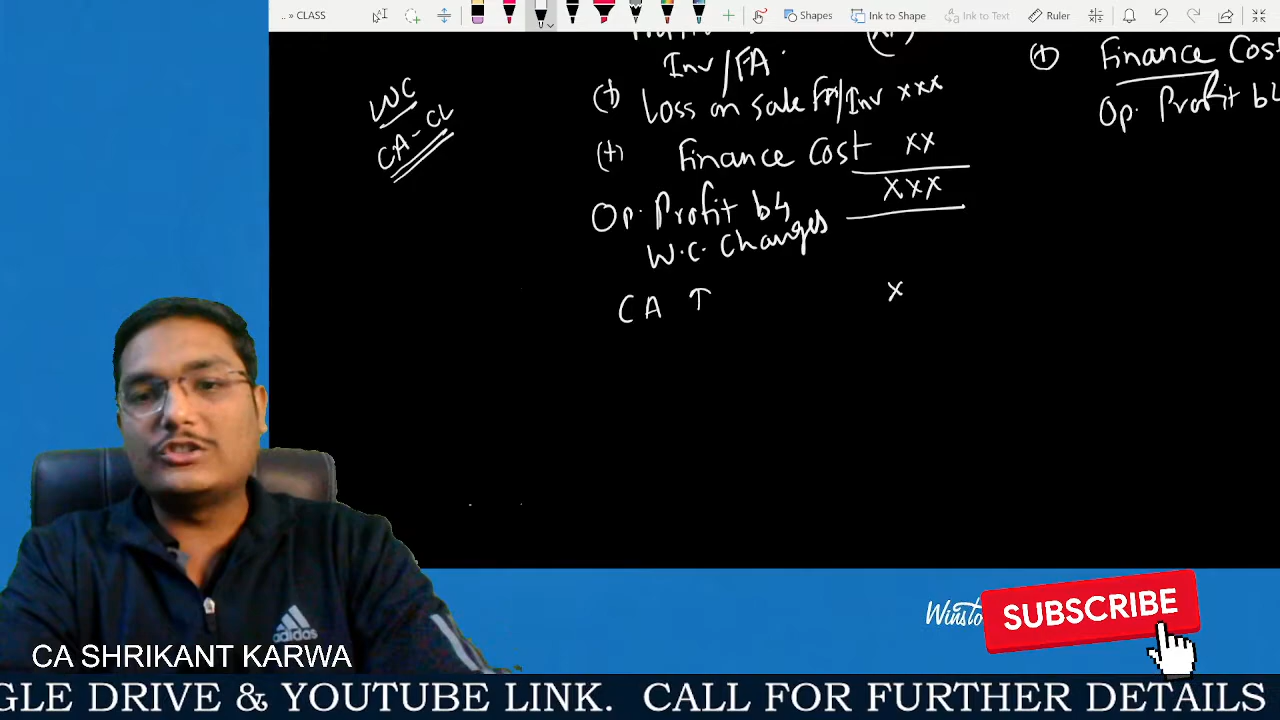 .. » CLASS
Shapes
Ink to Shape
Ink to Text
Ruler
Inv/FA
WC
CA - CL
(+) Loss on Sale FA/Inv xxx
(+) Finance Cost xx
Op. Profit b4 xxx
W.C. Changes
CA ↑ x
(+) Finance Cost
Op. Profit b4
Winsto
SUBSCRIBE
adidas
CA SHRIKANT KARWA
GLE DRIVE & YOUTUBE LINK. CALL FOR FURTHER DETAILS